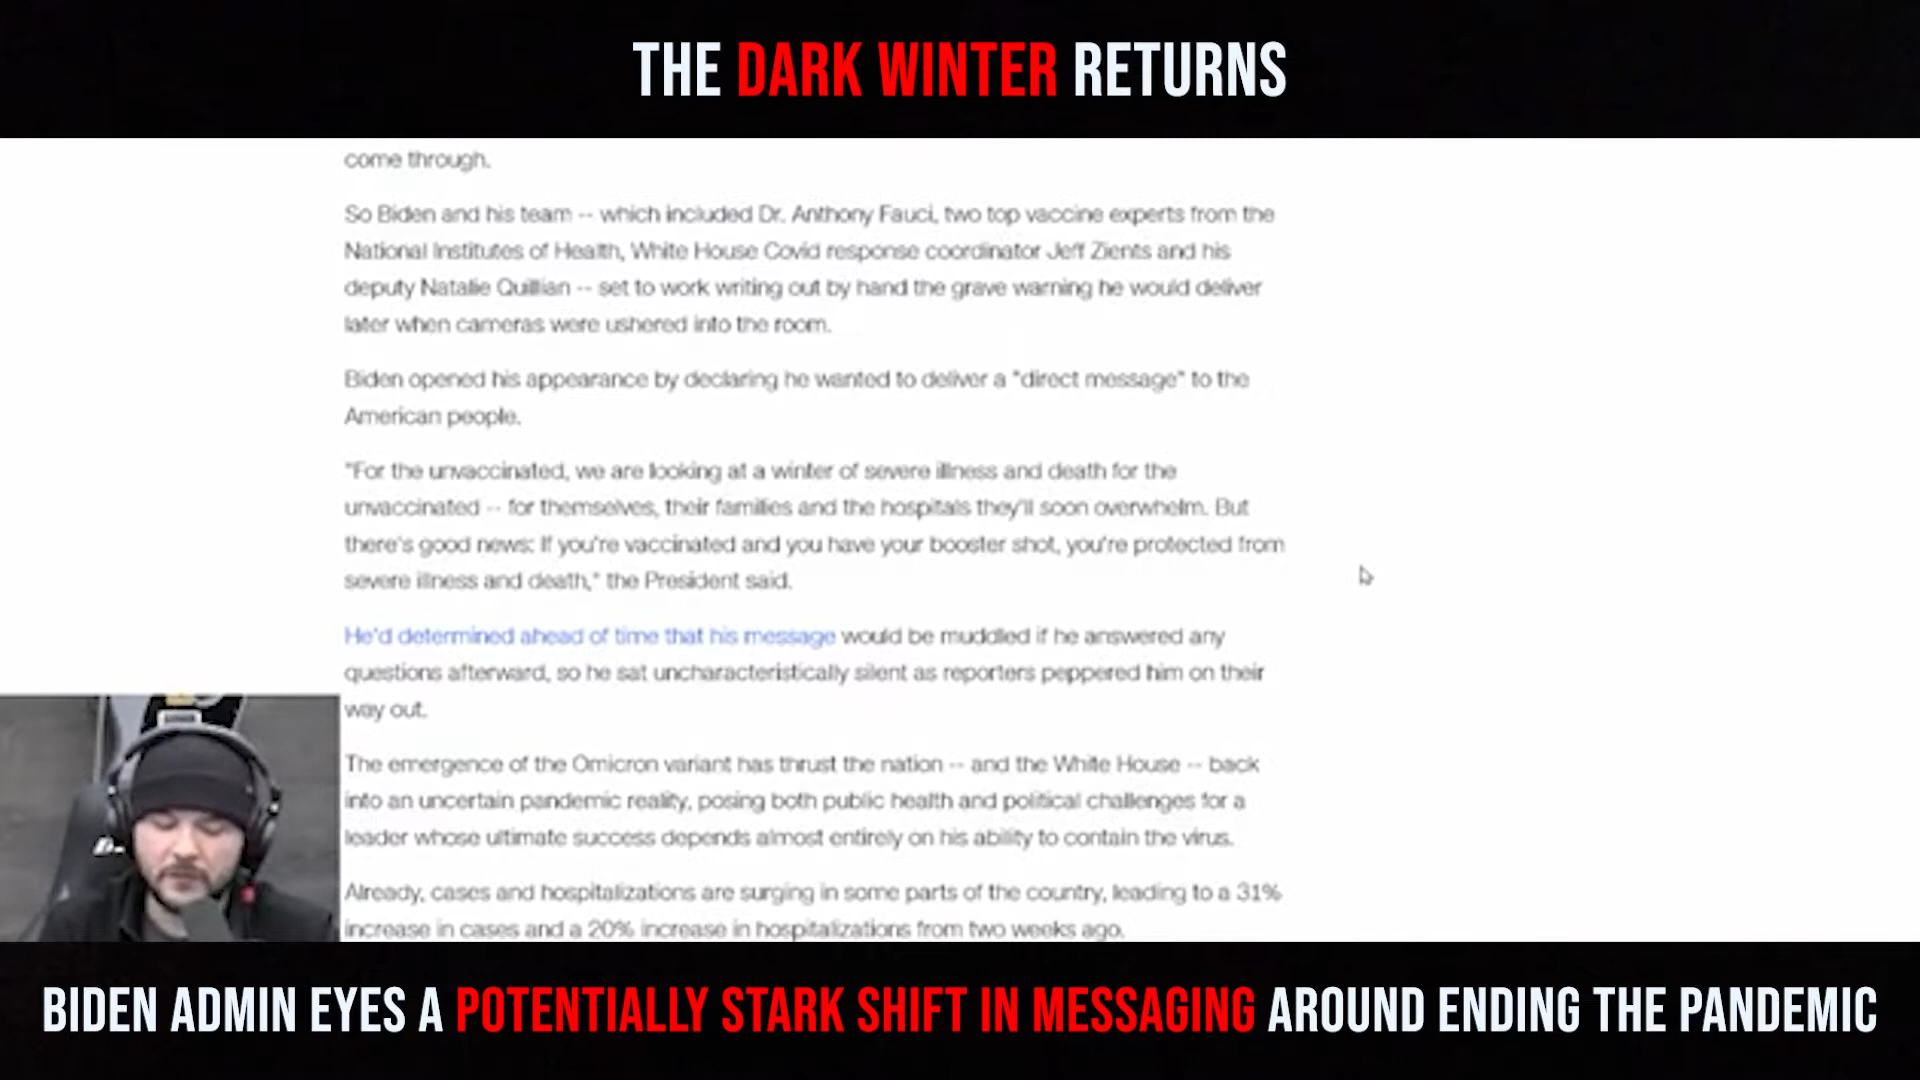 THE DARK WINTER RETURNS
come through.
So Biden and his team -- which included Dr. Anthony Fauci, two top vaccine experts from the
National Institutes of Health, White House Covid response coordinator Jeff Zients and his
deputy Natalie Quillian -- set to work writing out by hand the grave warning he would deliver
later when cameras were ushered into the room.
Biden opened his appearance by declaring he wanted to deliver a "direct message" to the
American people.
"For the unvaccinated, we are looking at a winter of severe illness and death for the
unvaccinated -- for themselves, their families and the hospitals they'll soon overwhelm. But
there's good news: If you're vaccinated and you have your booster shot, you're protected from
severe illness and death," the President said.
He'd determined ahead of time that his message would be muddled if he answered any
questions afterward, so he sat uncharacteristically silent as reporters peppered him on their
way out.
The emergence of the Omicron variant has thrust the nation -- and the White House -- back
into an uncertain pandemic reality, posing both public health and political challenges for a
leader whose ultimate success depends almost entirely on his ability to contain the virus.
Already, cases and hospitalizations are surging in some parts of the country, leading to a 31%
increase in cases and a 20% increase in hospitalizations from two weeks ago.
BIDEN ADMIN EYES A POTENTIALLY STARK SHIFT IN MESSAGING AROUND ENDING THE PANDEMIC